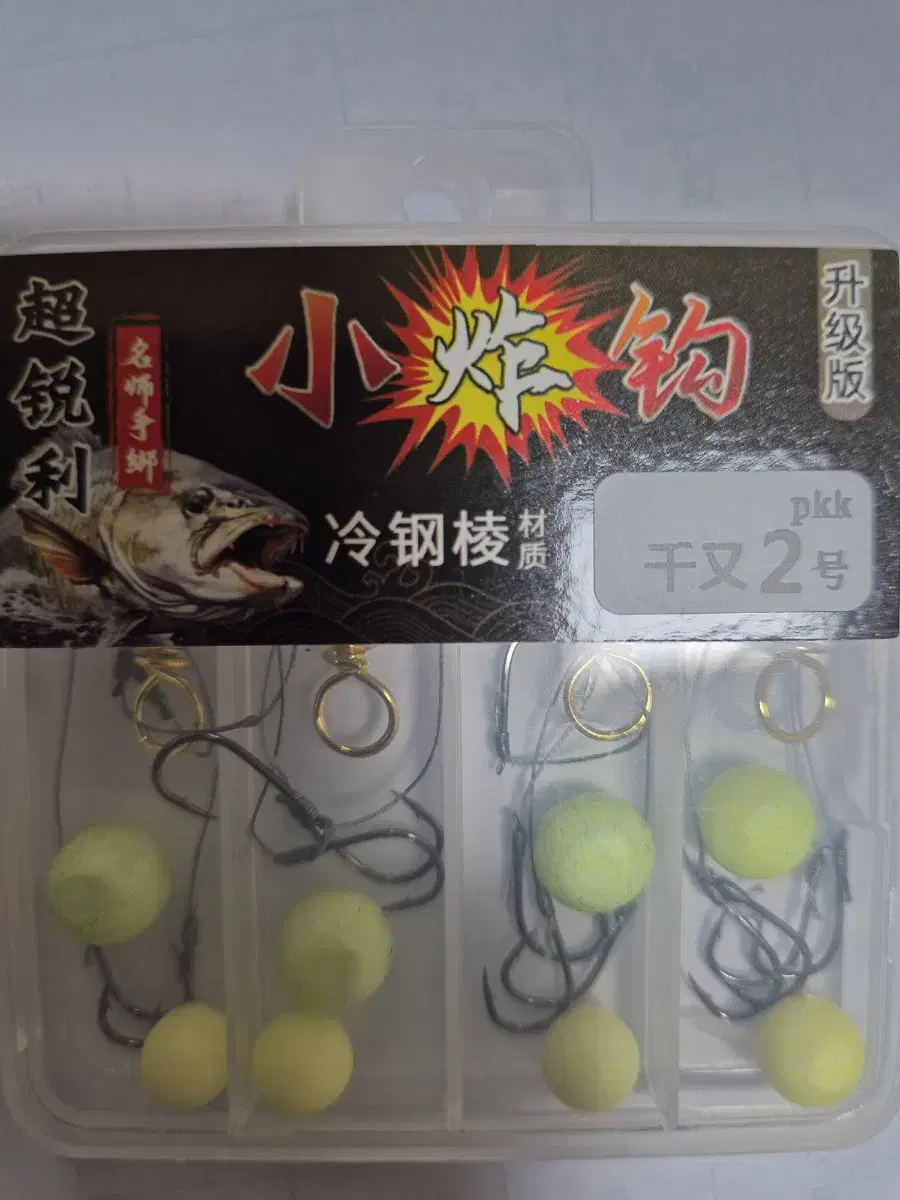 超锐利
名师手绑
小炸钩
升级版
冷钢棱材质
pkk
千又2号